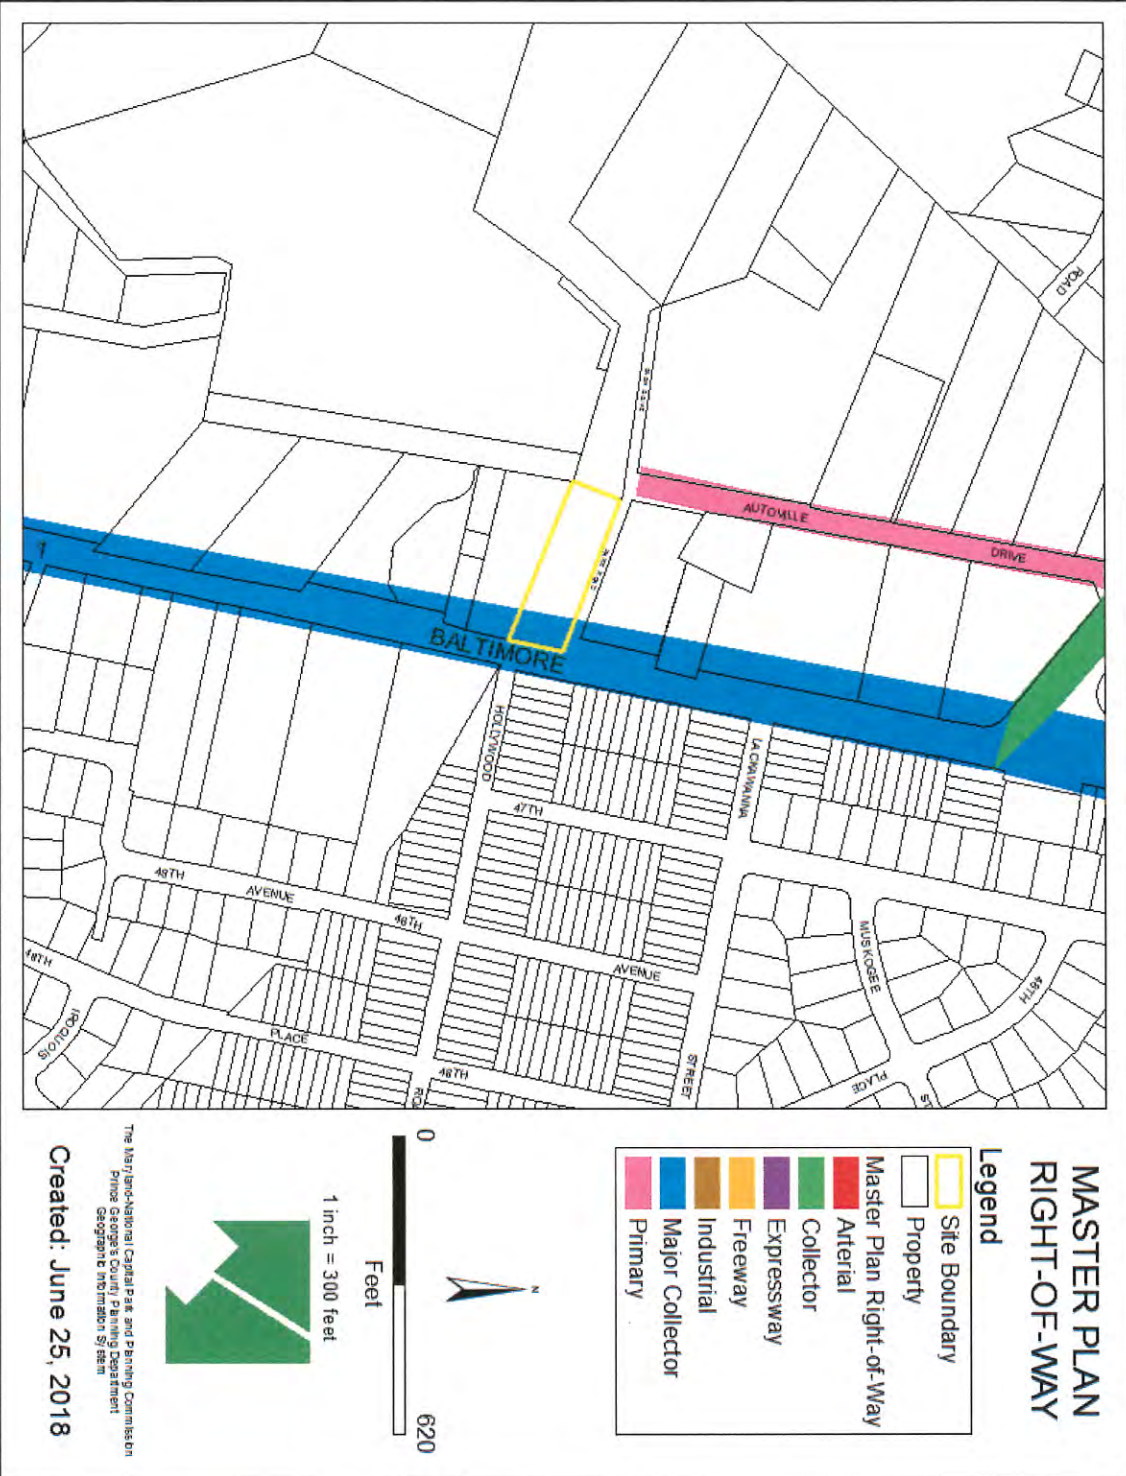 MASTER PLAN
RIGHT-OF-WAY
Legend
Site Boundary
Property
Master Plan Right-of-Way
Arterial
Collector
Expressway
Freeway
Industrial
Major Collector
Primary
N
0
620
Feet
1 inch = 300 feet
The Maryland-National Capital Park and Planning Commission
Prince George's County Planning Department
Geographic Information System
Created: June 25, 2018
ROAD
AUTOVILLE
DRIVE
1
BALTIMORE
HOLLYWOOD
LACKAWANNA
47TH
48TH
AVENUE
48TH
AVENUE
MUSKOGEE
48TH
PLACE
48TH
IROQUOIS
PLACE
48TH
STREET